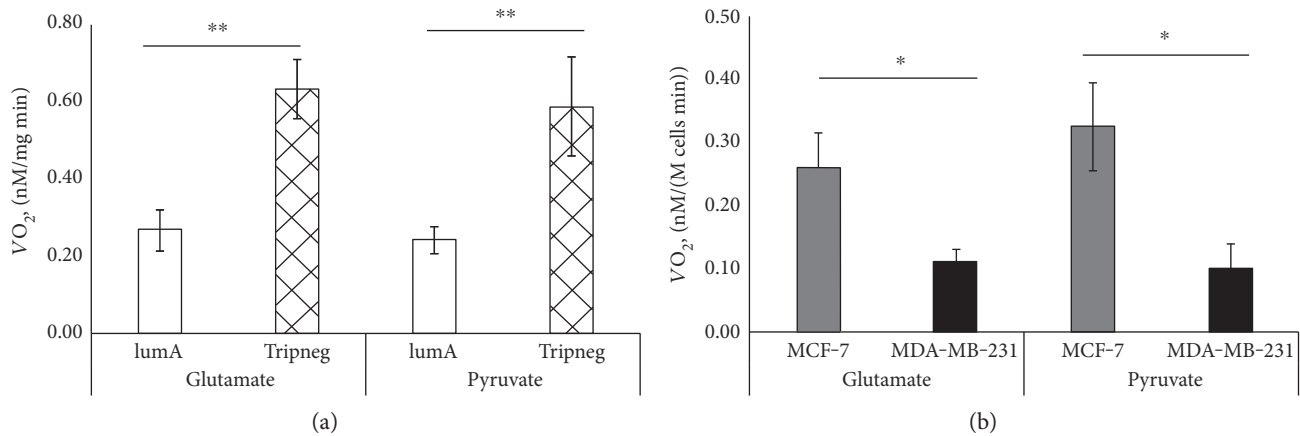 VO2, (nM/mg min)
0.80
0.60
0.40
0.20
0.00
**
**
lumA Tripneg lumA Tripneg
Glutamate Pyruvate
(a)
VO2, (nM/(M cells min))
0.50
0.40
0.30
0.20
0.10
0.00
*
*
MCF-7 MDA-MB-231 MCF-7 MDA-MB-231
Glutamate Pyruvate
(b)